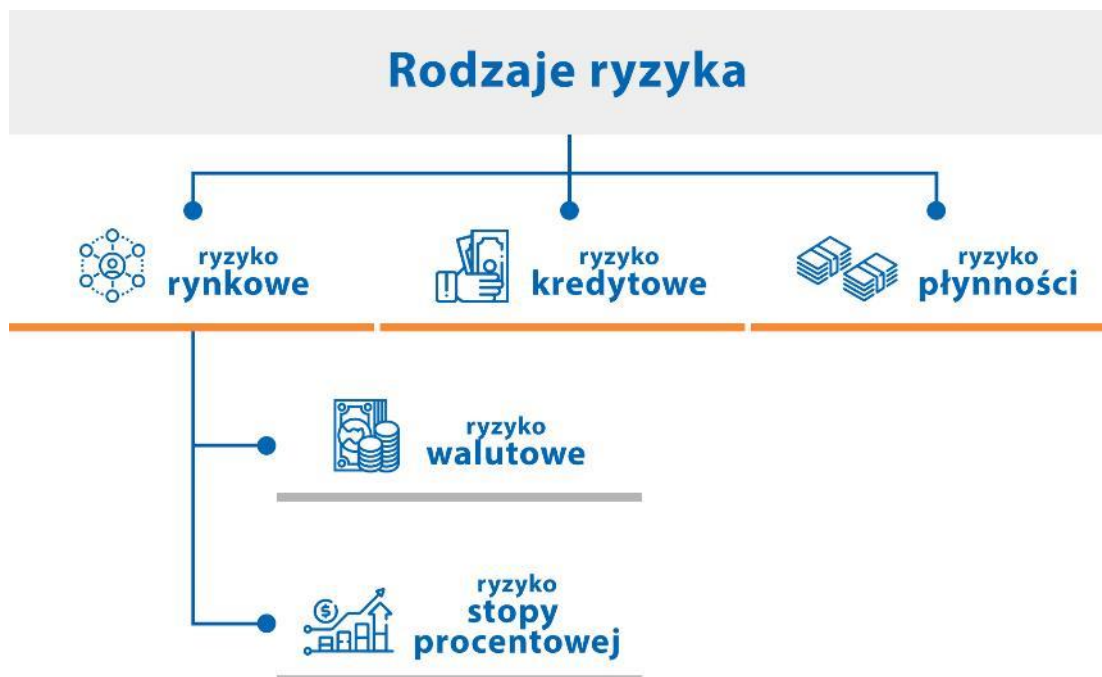 Rodzaje ryzyka
ryzyko
rynkowe
ryzyko
kredytowe
ryzyko
płynności
ryzyko
walutowe
ryzyko
stopy
procentowej